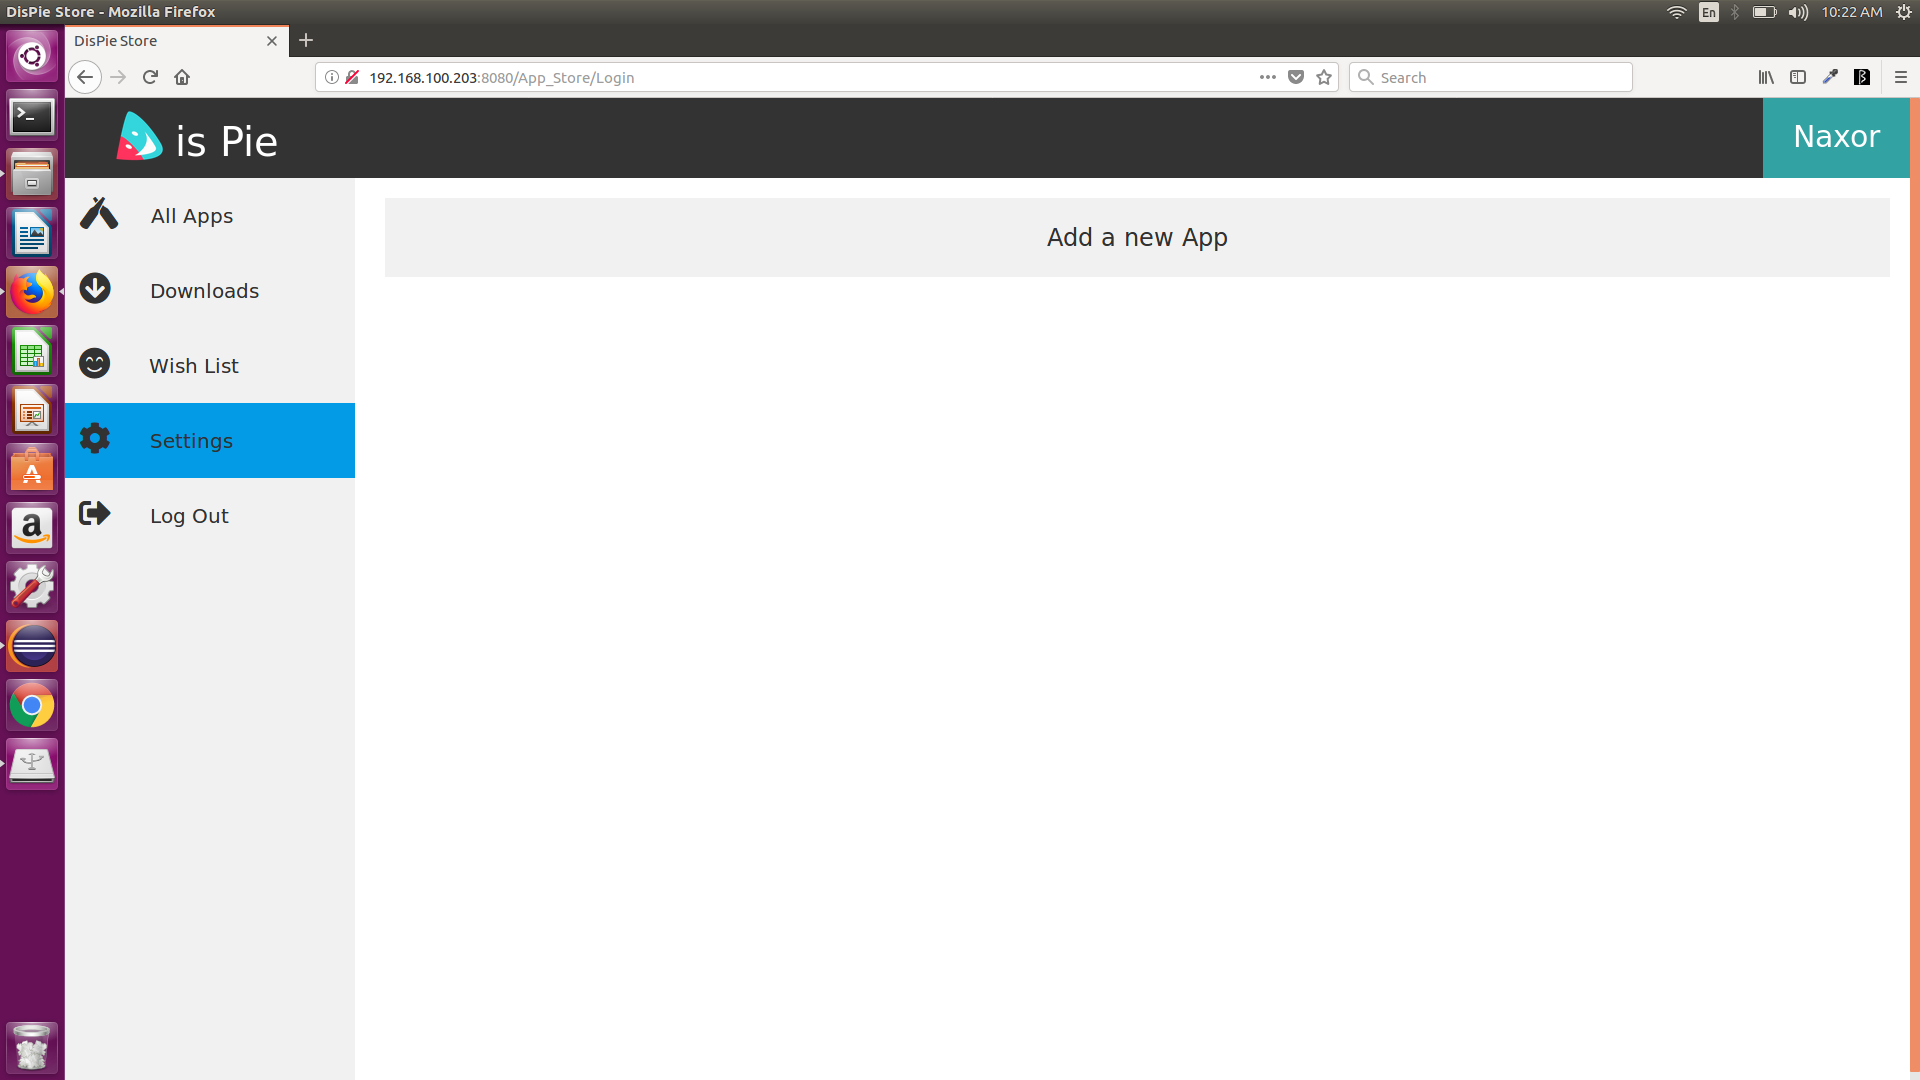 DisPie Store - Mozilla Firefox
En
10:22 AM
DisPie Store
192.168.100.203:8080/App_Store/Login
Search
is Pie
Naxor
All Apps
Downloads
Wish List
Settings
Log Out
Add a new App